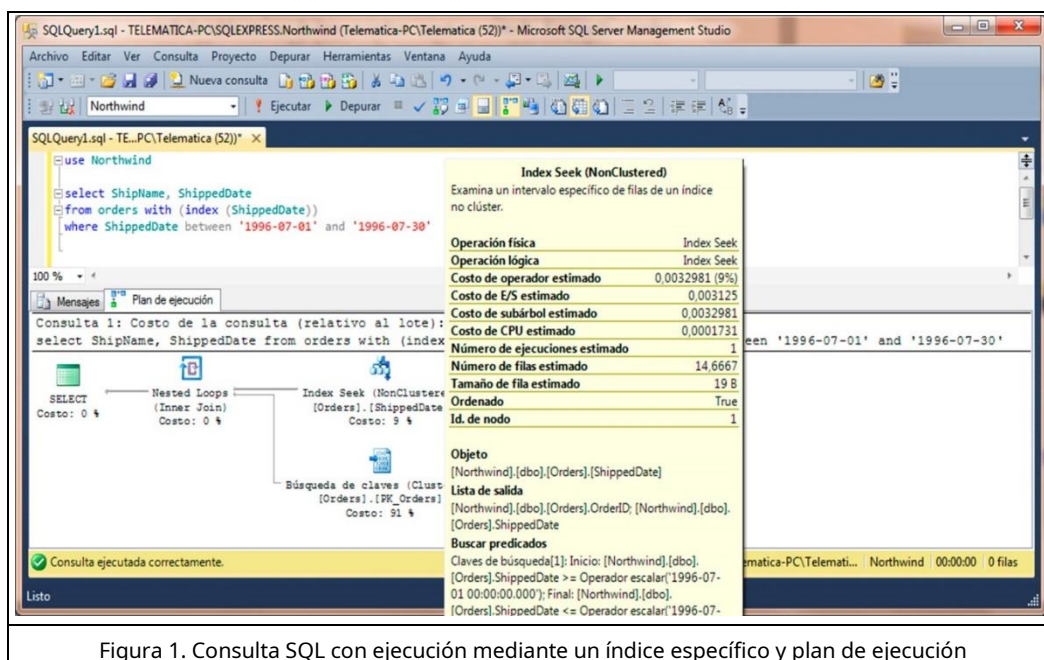 SQLQuery1.sql - TELEMATICA-PC\SQLEXPRESS.Northwind (Telematica-PC\Telematica (52))* - Microsoft SQL Server Management Studio
Archivo Editar Ver Consulta Proyecto Depurar Herramientas Ventana Ayuda
Nueva consulta
Northwind Ejecutar Depurar
SQLQuery1.sql - TE...PC\Telematica (52))*
use Northwind
select ShipName, ShippedDate
from orders with (index (ShippedDate))
where ShippedDate between '1996-07-01' and '1996-07-30'
100 %
Mensajes Plan de ejecución
Consulta 1: Costo de la consulta (relativo al lote):
select ShipName, ShippedDate from orders with (index een '1996-07-01' and '1996-07-30'
SELECT
Costo: 0 %
Nested Loops
(Inner Join)
Costo: 0 %
Index Seek (NonClustere
[Orders].[ShippedDate
Costo: 9 %
Búsqueda de claves (Clust
[Orders].[PK_Orders]
Costo: 91 %
Index Seek (NonClustered)
Examina un intervalo específico de filas de un índice
no clúster.
Operación física Index Seek
Operación lógica Index Seek
Costo de operador estimado 0,0032981 (9%)
Costo de E/S estimado 0,003125
Costo de subárbol estimado 0,0032981
Costo de CPU estimado 0,0001731
Número de ejecuciones estimado 1
Número de filas estimado 14,6667
Tamaño de fila estimado 19 B
Ordenado True
Id. de nodo 1
Objeto
[Northwind].[dbo].[Orders].[ShippedDate]
Lista de salida
[Northwind].[dbo].[Orders].OrderID; [Northwind].[dbo].
[Orders].ShippedDate
Buscar predicados
Claves de búsqueda[1]: Inicio: [Northwind].[dbo].
[Orders].ShippedDate >= Operador escalar('1996-07-
01 00:00:00.000'); Final: [Northwind].[dbo].
[Orders].ShippedDate <= Operador escalar('1996-07-
Consulta ejecutada correctamente. ematica-PC\Telemati... Northwind 00:00:00 0 filas
Listo
Figura 1. Consulta SQL con ejecución mediante un índice específico y plan de ejecución